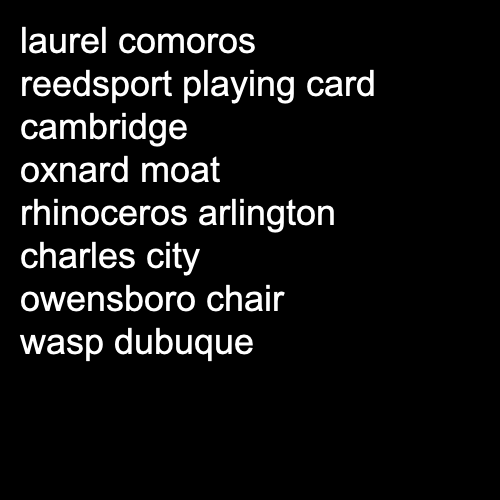 laurel comoros
reedsport playing card
cambridge
oxnard moat
rhinoceros arlington
charles city
owensboro chair
wasp dubuque